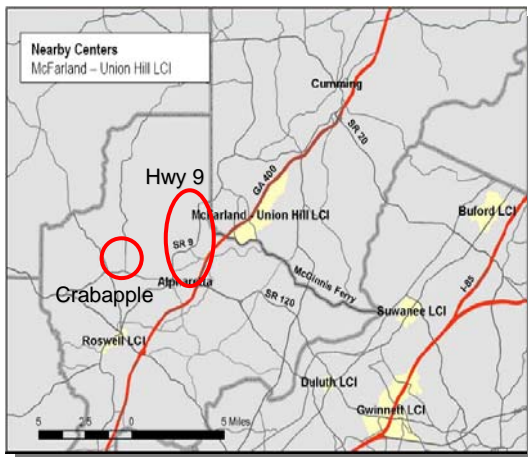 Nearby Centers
McFarland – Union Hill LCI
Cumming
SR 20
Hwy 9
GA 400
McFarland - Union Hill LCI
Buford LCI
SR 9
Crabapple
Alpharetta
McGinnis Ferry
I-85
SR 120
Suwanee LCI
Roswell LCI
Duluth LCI
Gwinnett LCI
5 2.5 0 5 Miles